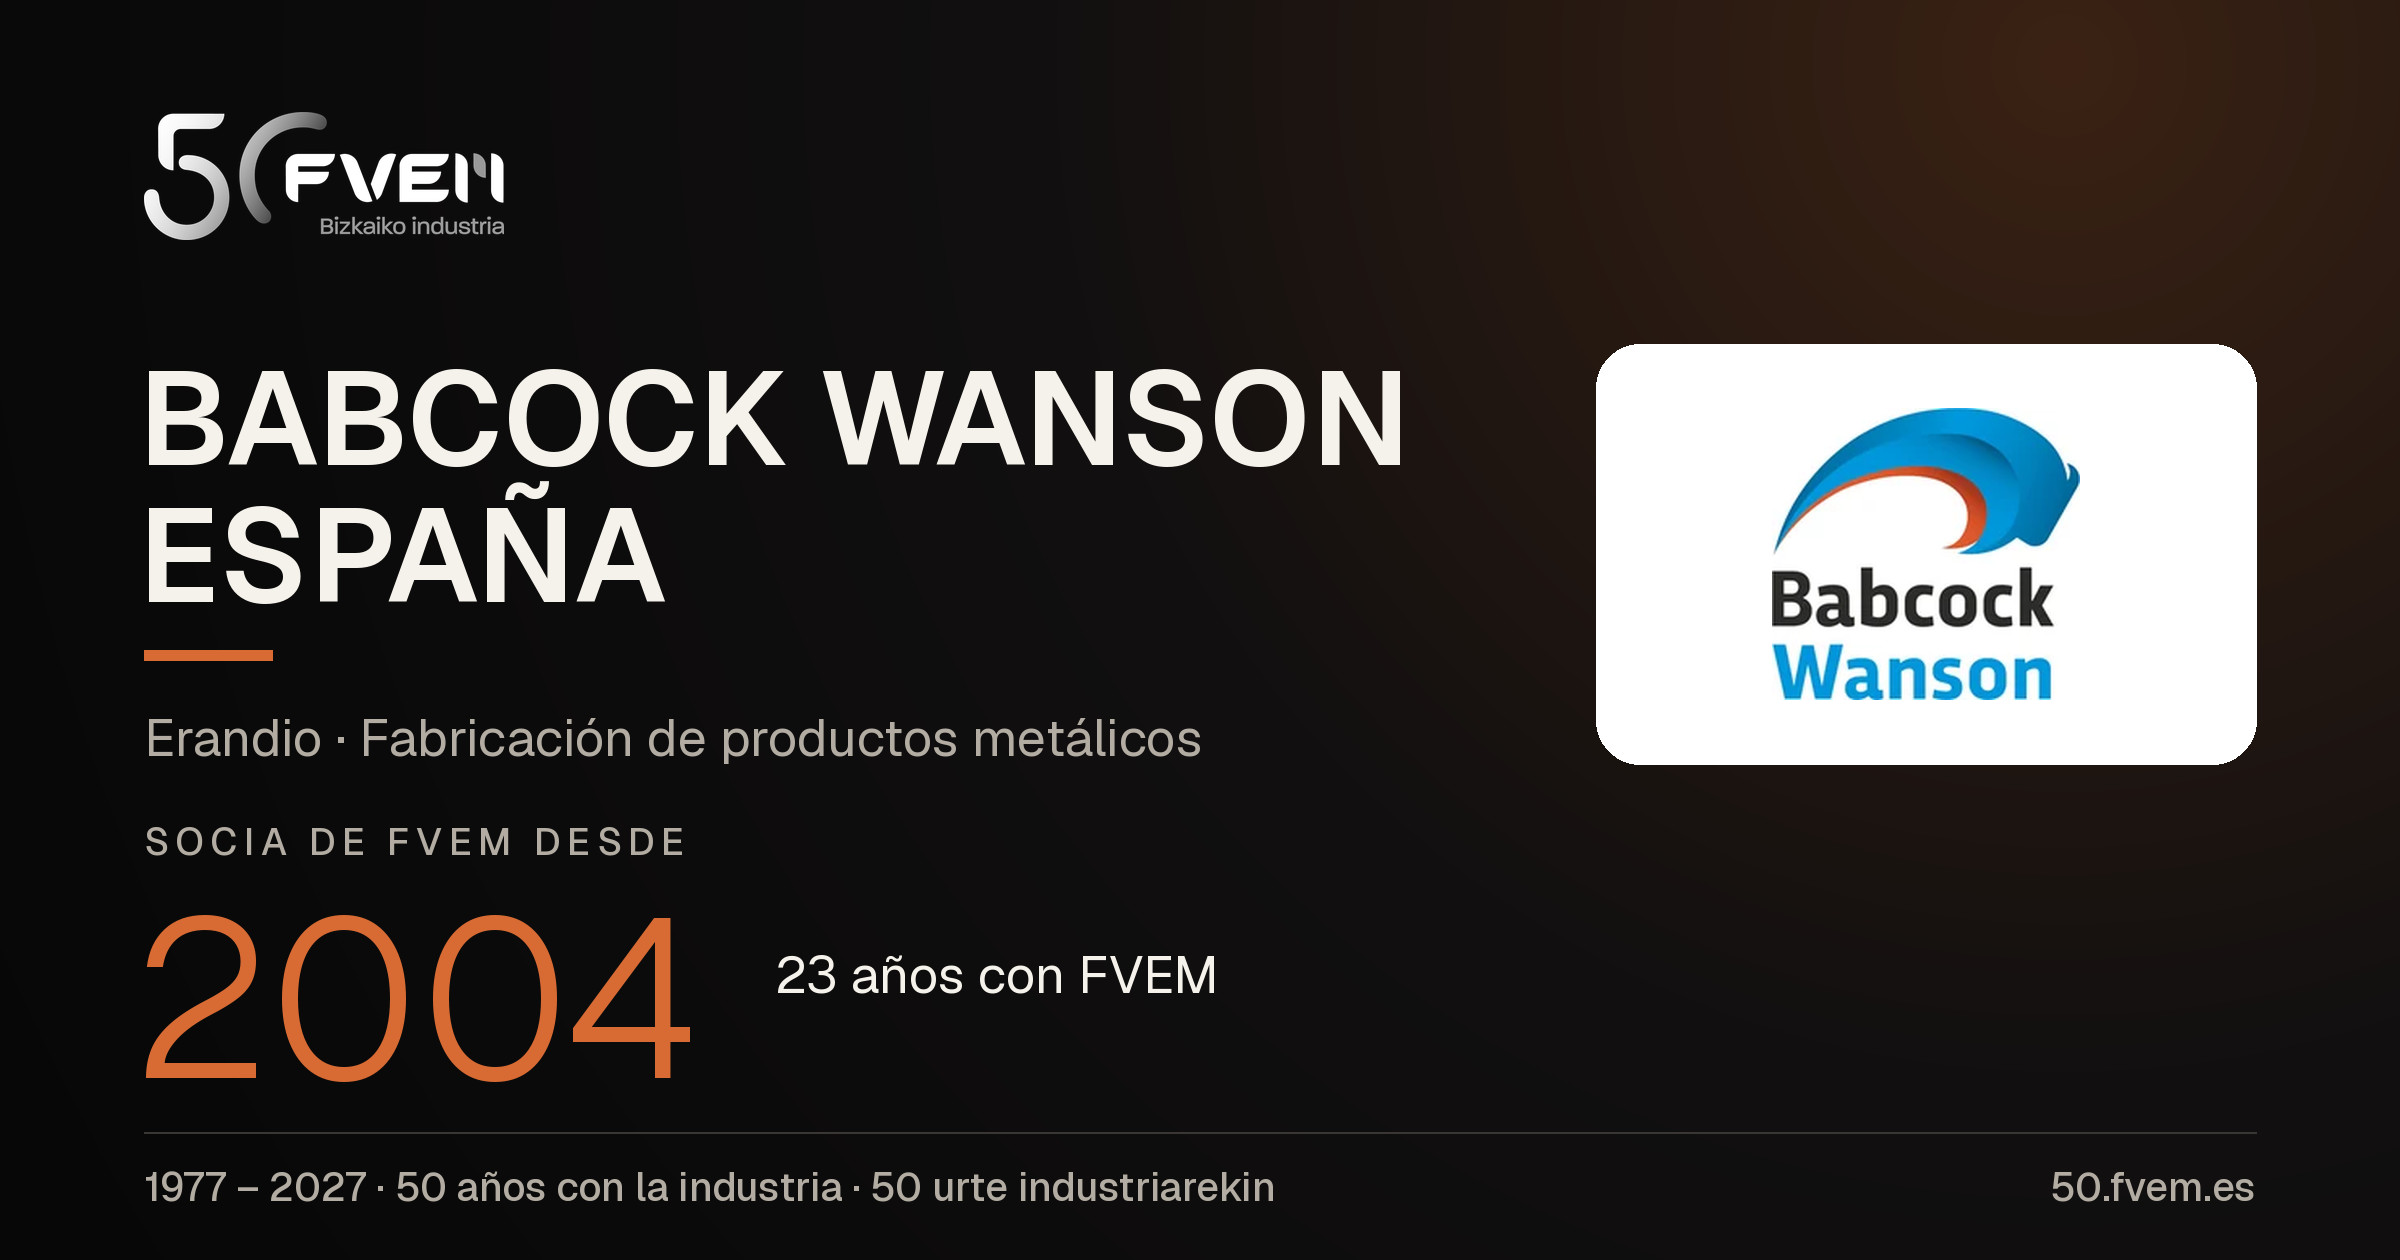 50 FVEM
Bizkaiko industria
BABCOCK WANSON
ESPAÑA
Erandio · Fabricación de productos metálicos
SOCIA DE FVEM DESDE
2004
23 años con FVEM
Babcock
Wanson
1977 – 2027 · 50 años con la industria · 50 urte industriarekin
50.fvem.es